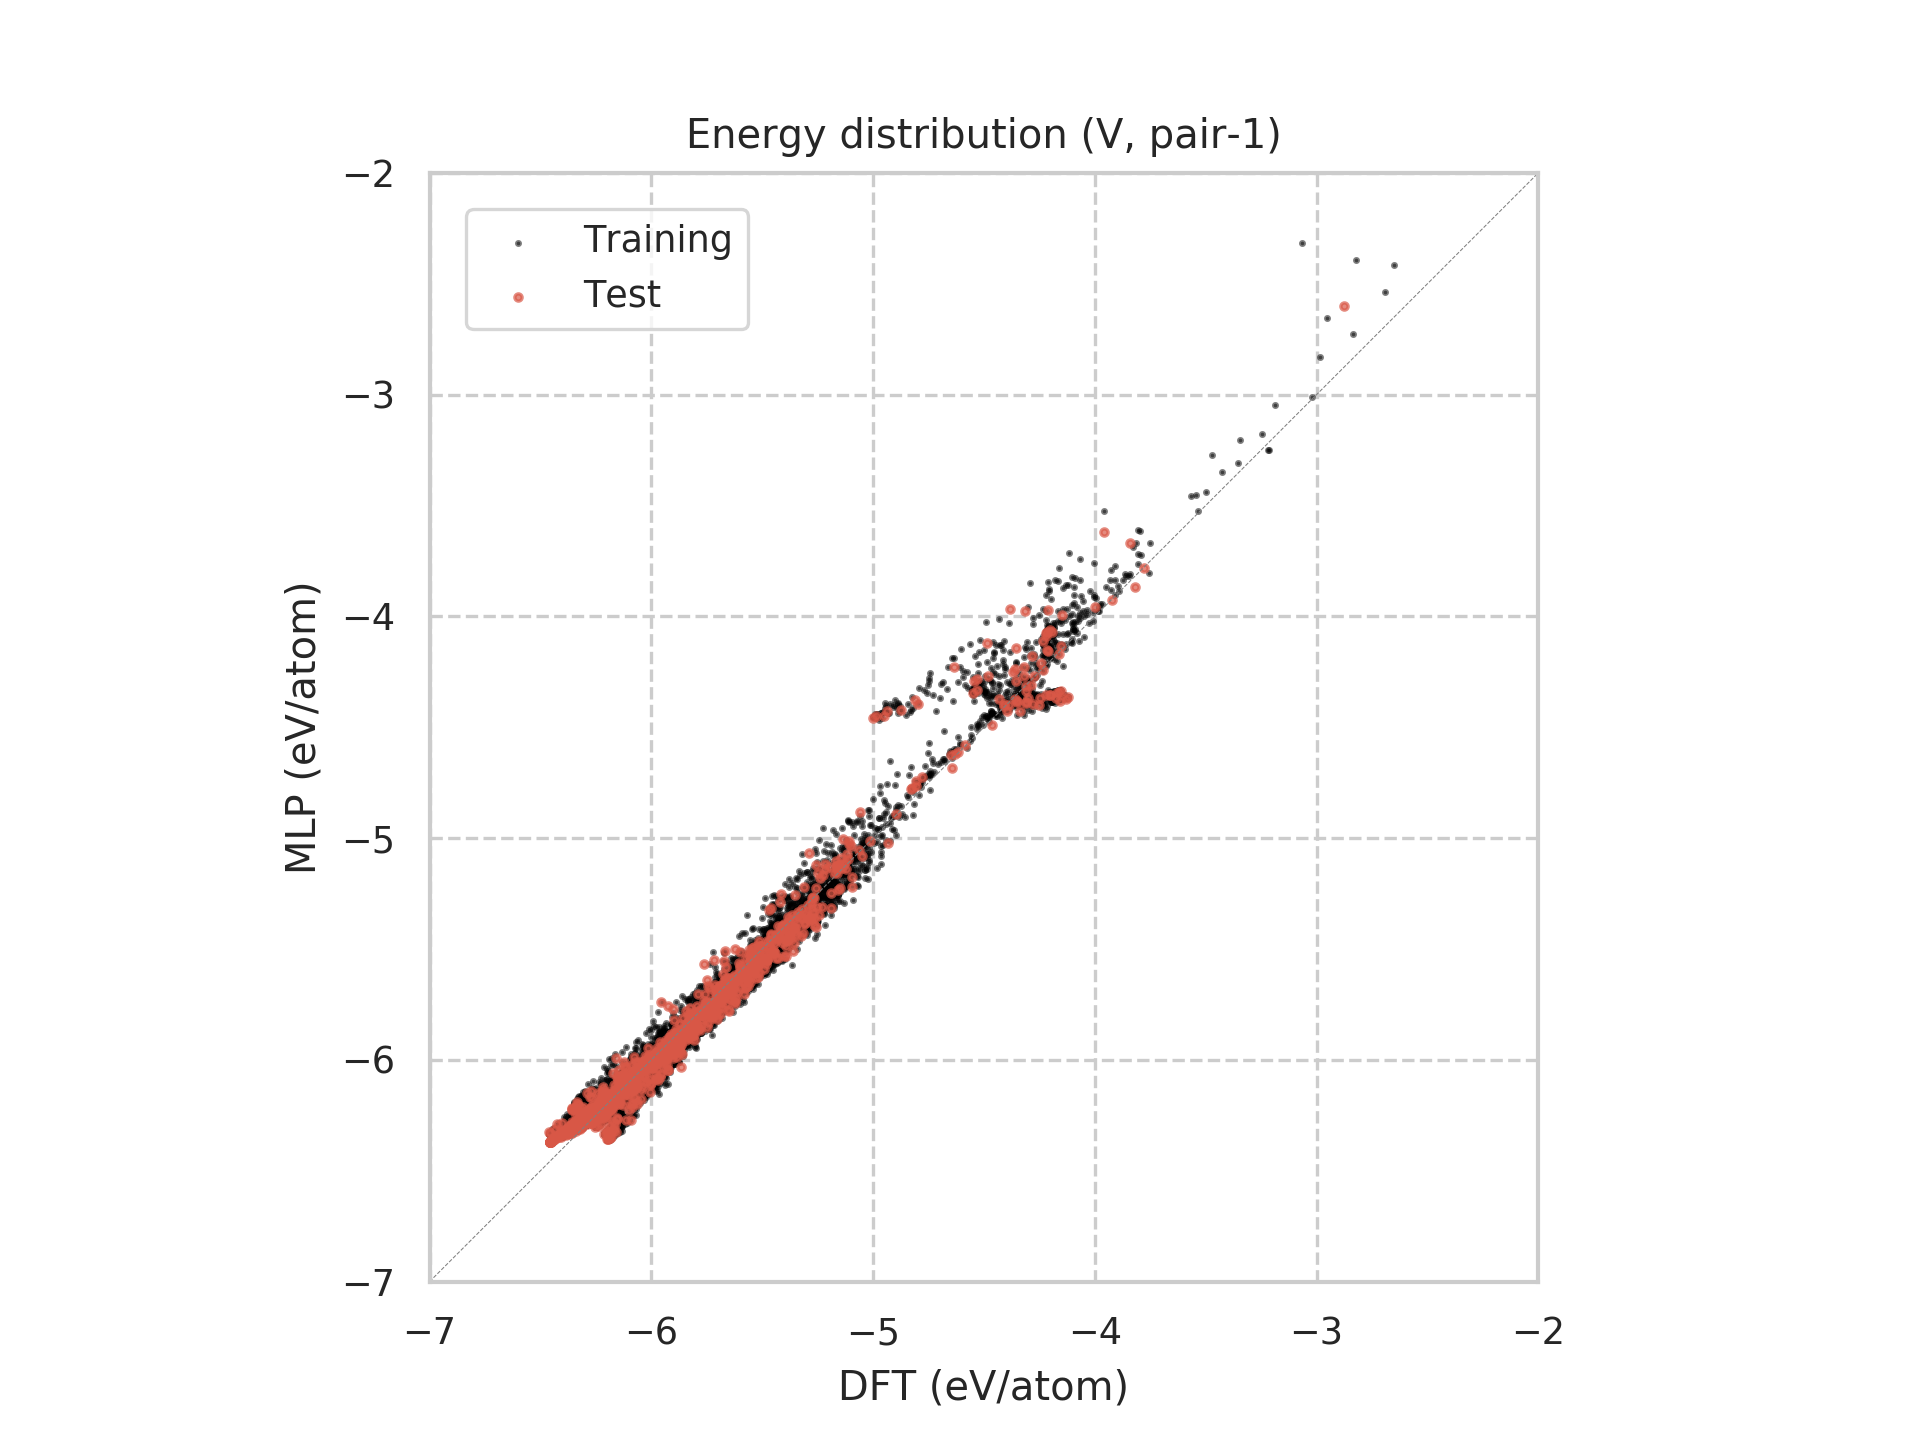 Energy distribution (V, pair-1)
Training
Test
MLP (eV/atom)
−2
−3
−4
−5
−6
−7
−7 −6 −5 −4 −3 −2
DFT (eV/atom)